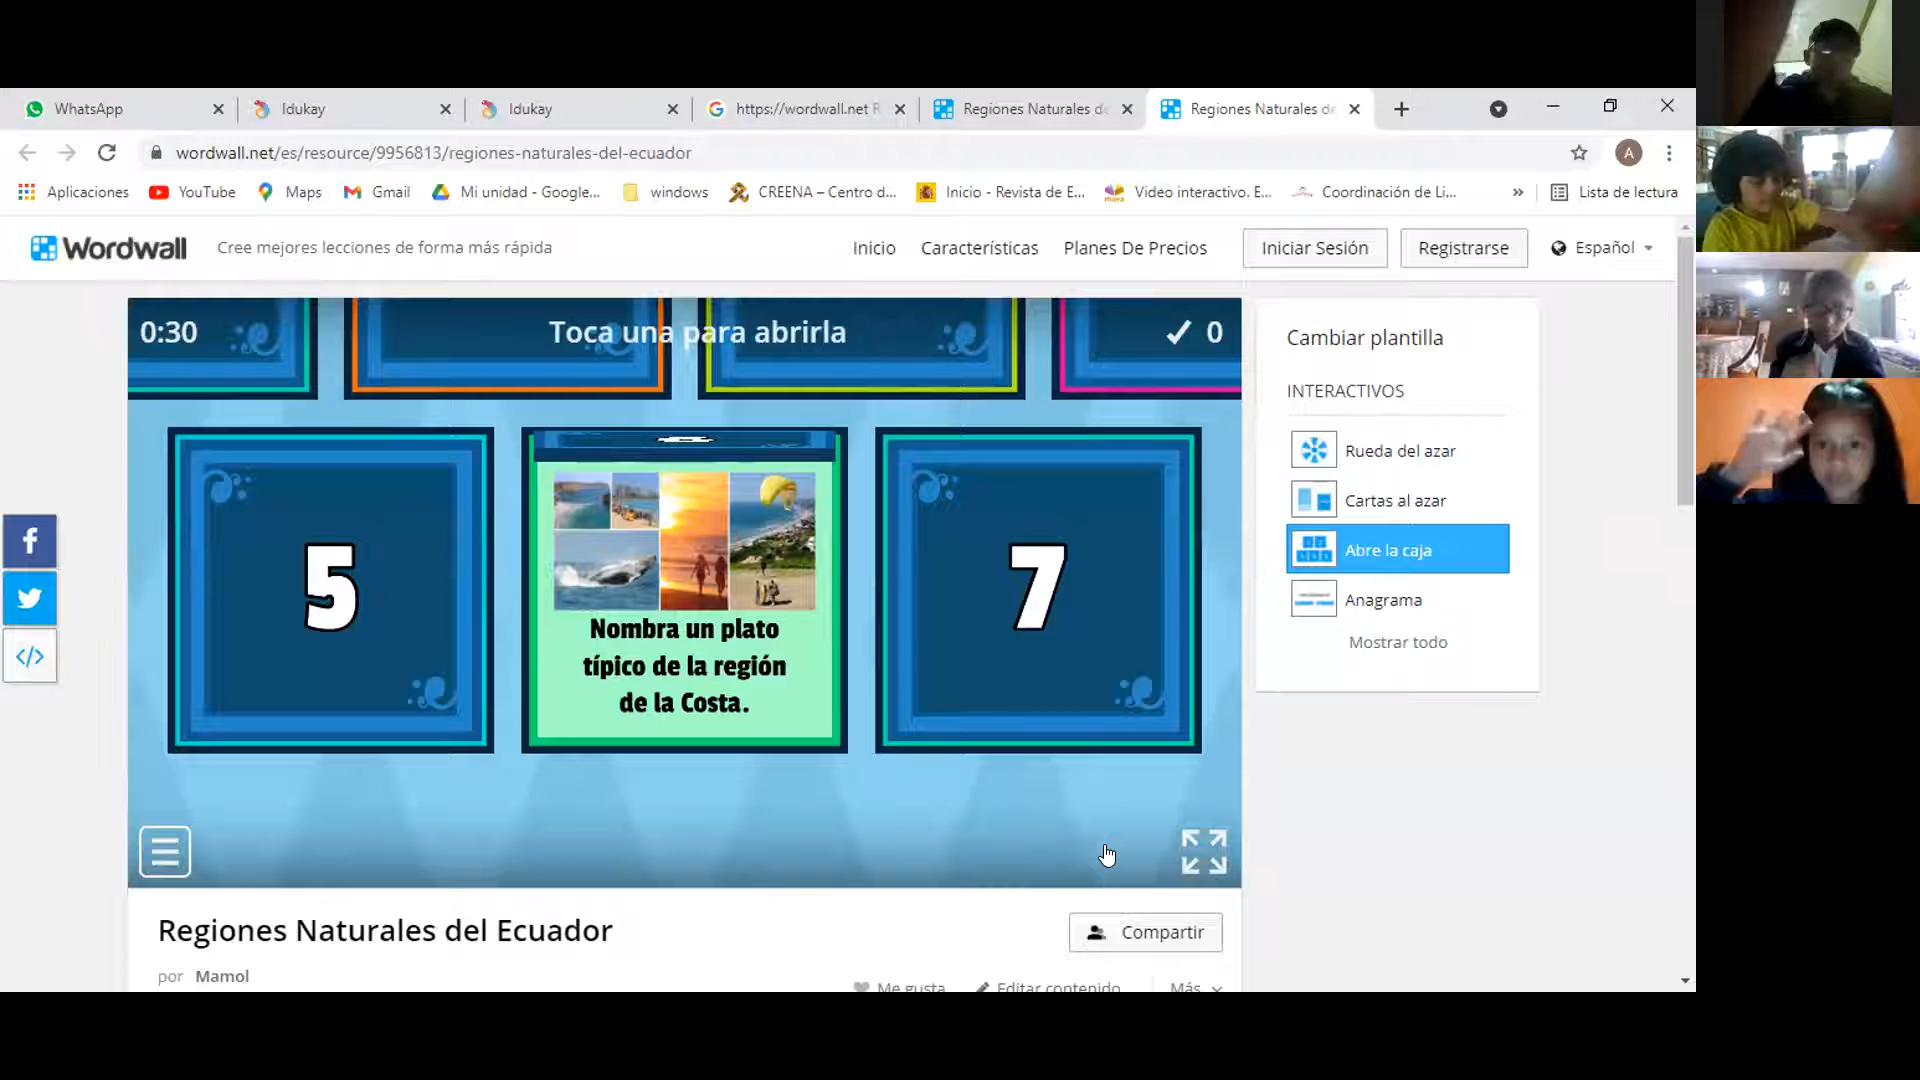 WhatsApp
Idukay
Idukay
https://wordwall.net R
Regiones Naturales de
Regiones Naturales de
wordwall.net/es/resource/9956813/regiones-naturales-del-ecuador
A
Aplicaciones
YouTube
Maps
Gmail
Mi unidad - Google...
windows
CREENA – Centro d...
Inicio - Revista de E...
Video interactivo. E...
Coordinación de Li...
»
Lista de lectura
Wordwall
Cree mejores lecciones de forma más rápida
Inicio
Características
Planes De Precios
Iniciar Sesión
Registrarse
Español
0:30
Toca una para abrirla
0
5
Nombra un plato
típico de la región
de la Costa.
7
Cambiar plantilla
INTERACTIVOS
Rueda del azar
Cartas al azar
Abre la caja
Anagrama
Mostrar todo
Regiones Naturales del Ecuador
Compartir
por Mamol
Me gusta
Editar contenido
Más